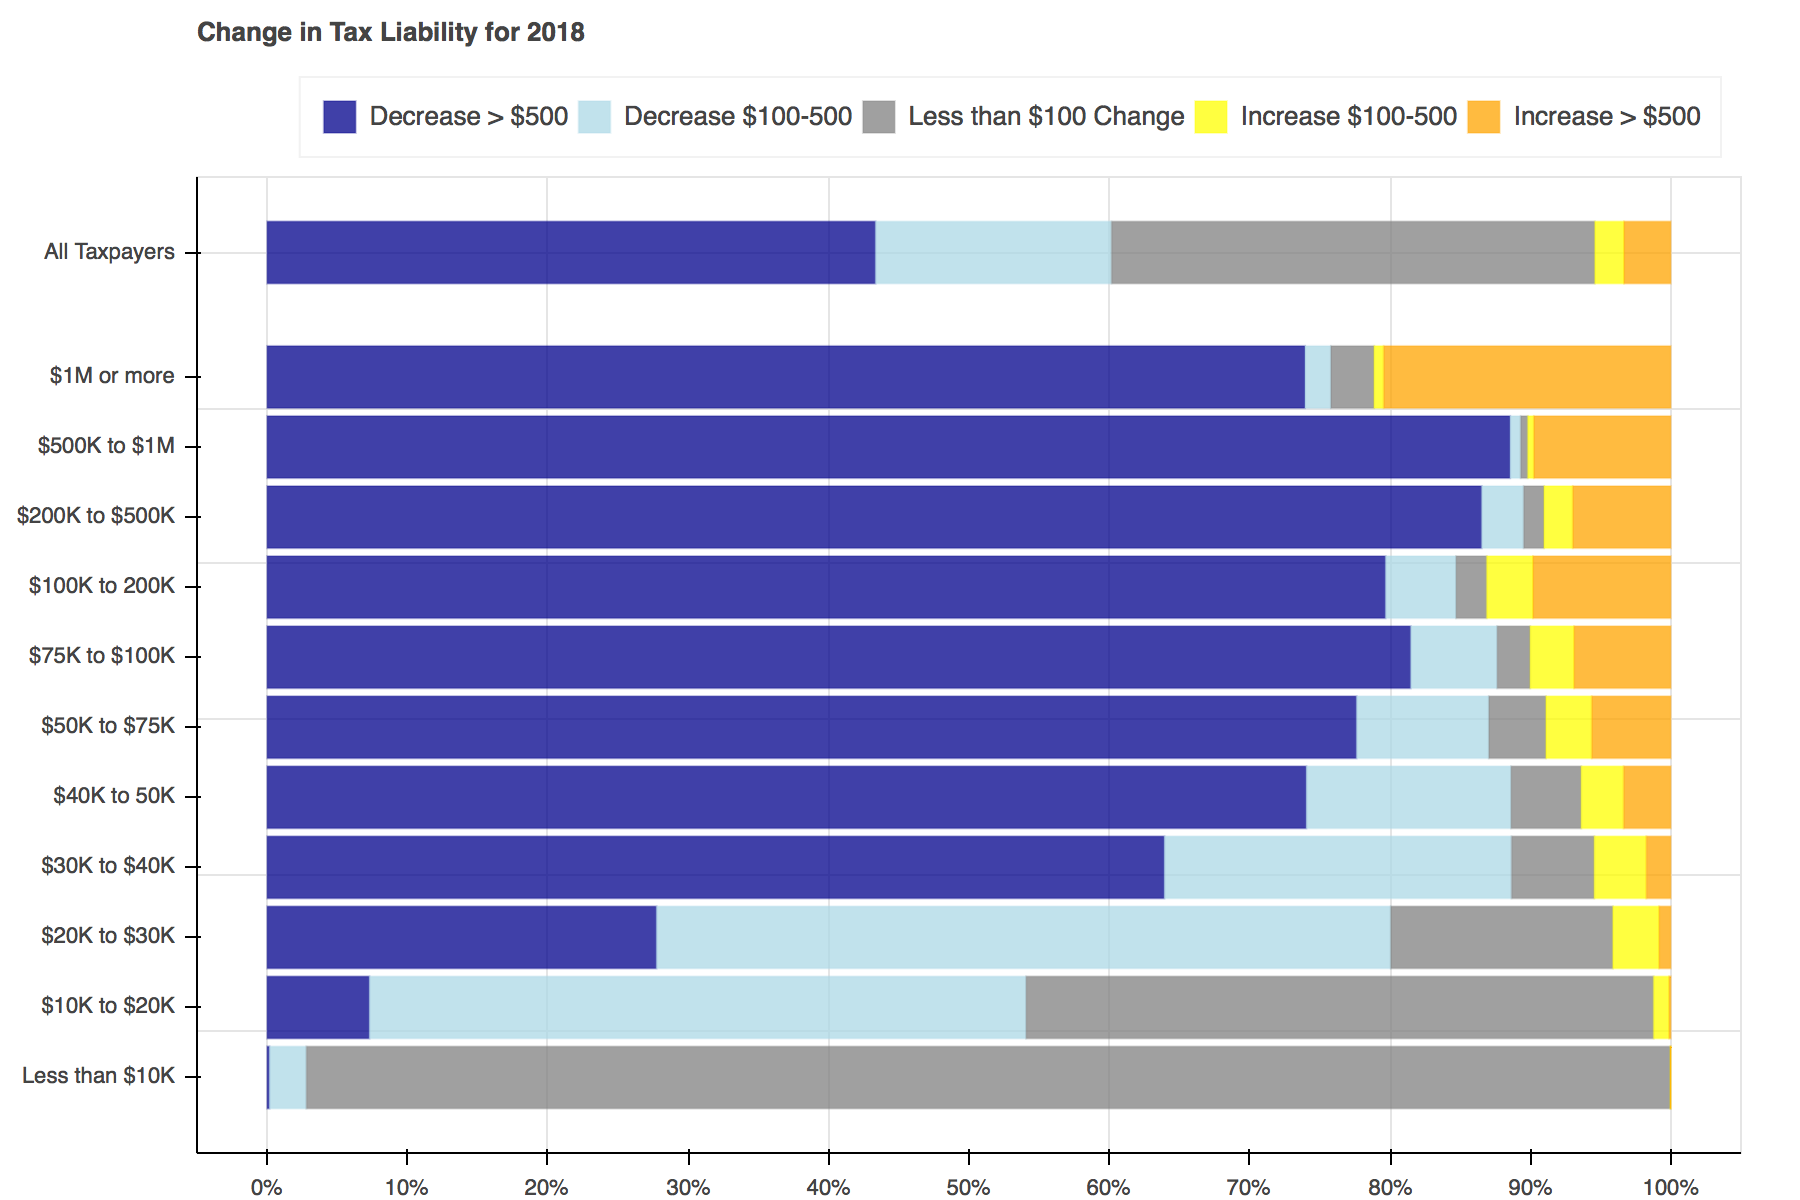 Change in Tax Liability for 2018
Decrease > $500 Decrease $100-500 Less than $100 Change Increase $100-500 Increase > $500
All Taxpayers
$1M or more
$500K to $1M
$200K to $500K
$100K to 200K
$75K to $100K
$50K to $75K
$40K to 50K
$30K to $40K
$20K to $30K
$10K to $20K
Less than $10K
0% 10% 20% 30% 40% 50% 60% 70% 80% 90% 100%